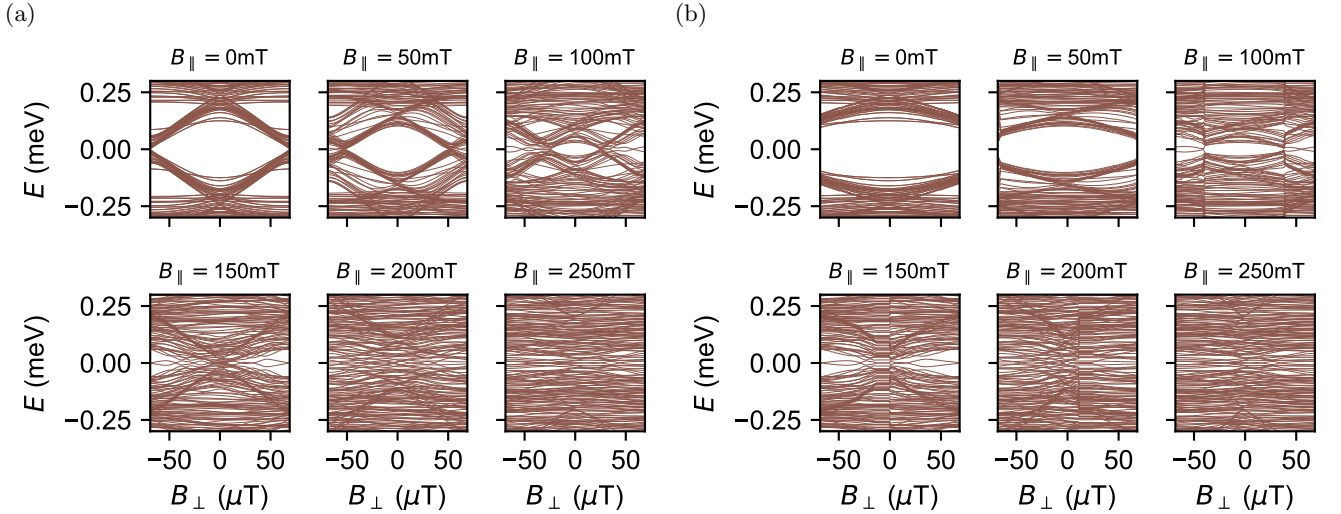 (a)
B∥ = 0mT
B∥ = 50mT
B∥ = 100mT
E (meV)
0.25
0.00
−0.25
−50
0
50
−50
0
50
−50
0
50
B∥ = 150mT
B∥ = 200mT
B∥ = 250mT
E (meV)
0.25
0.00
−0.25
B⊥ (μT)
B⊥ (μT)
B⊥ (μT)
(b)
B∥ = 0mT
B∥ = 50mT
B∥ = 100mT
E (meV)
0.25
0.00
−0.25
B∥ = 150mT
B∥ = 200mT
B∥ = 250mT
E (meV)
0.25
0.00
−0.25
−50
0
50
−50
0
50
−50
0
50
B⊥ (μT)
B⊥ (μT)
B⊥ (μT)